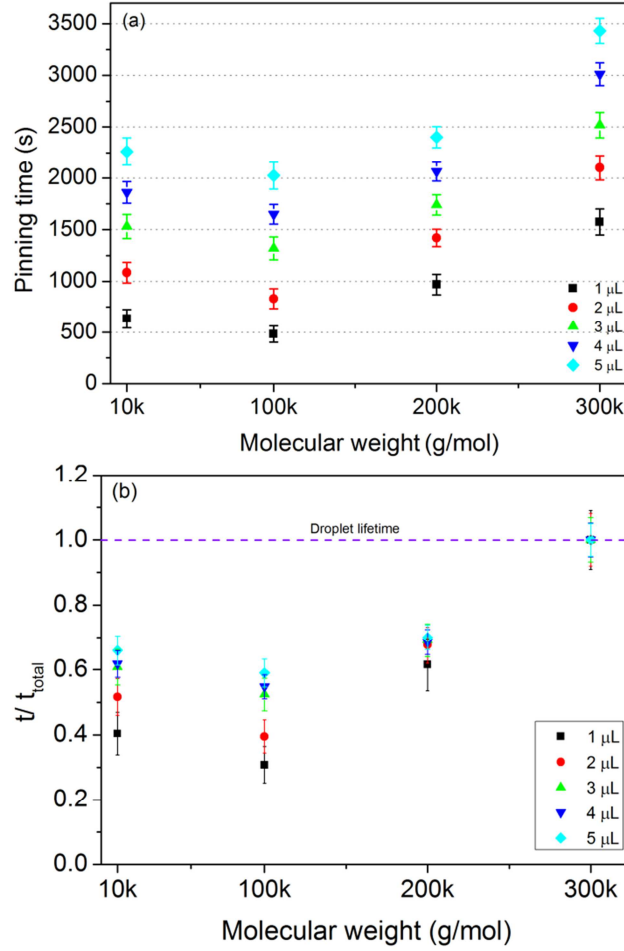 (a)
3500
3000
2500
2000
1500
1000
500
0
Pinning time (s)
1 μL
2 μL
3 μL
4 μL
5 μL
10k 100k 200k 300k
Molecular weight (g/mol)
(b)
1.2
1.0
0.8
0.6
0.4
0.2
0.0
t/ t_total
Droplet lifetime
1 μL
2 μL
3 μL
4 μL
5 μL
10k 100k 200k 300k
Molecular weight (g/mol)